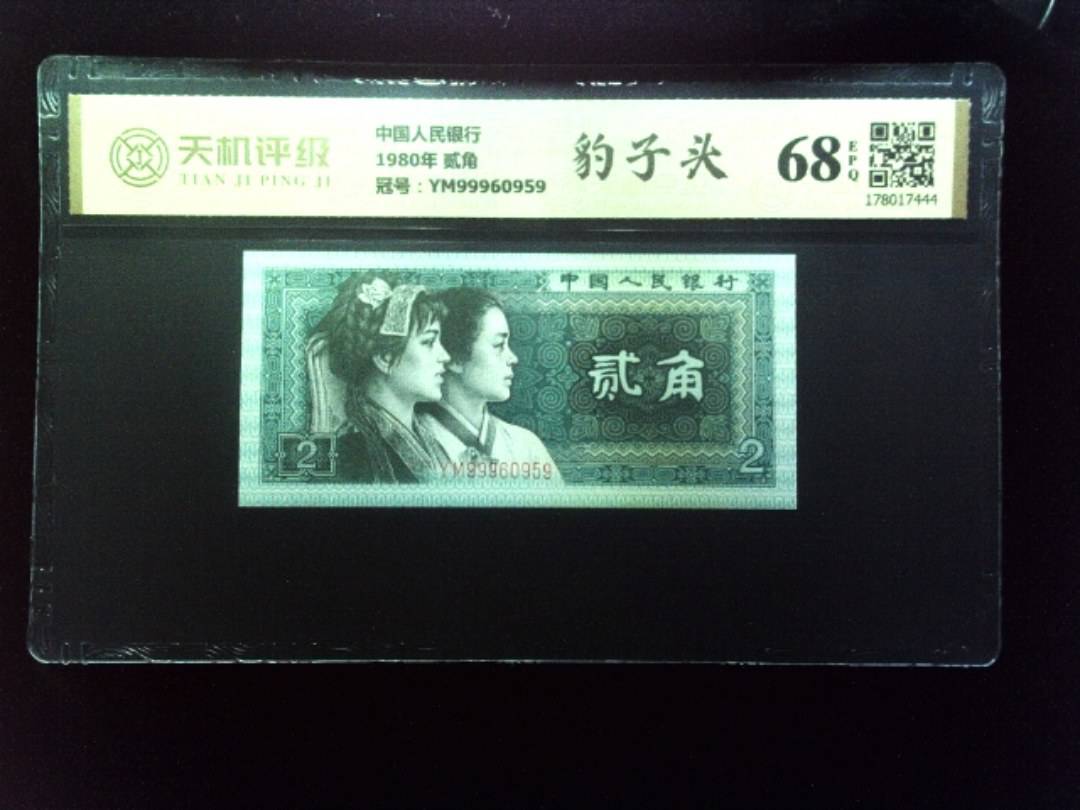 天机评级
TIAN JI PING JI
中国人民银行
1980年 贰角
冠号：YM99960959
豹子头
68
EPQ
178017444
中国人民银行
贰角
2
2
YM99960959